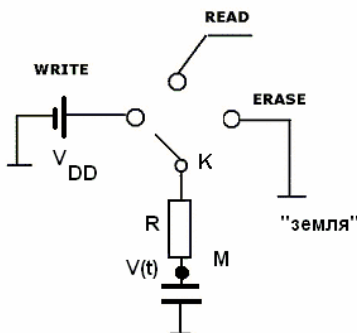 READ
WRITE
ERASE
V DD
K
"земля"
R
V(t)
M